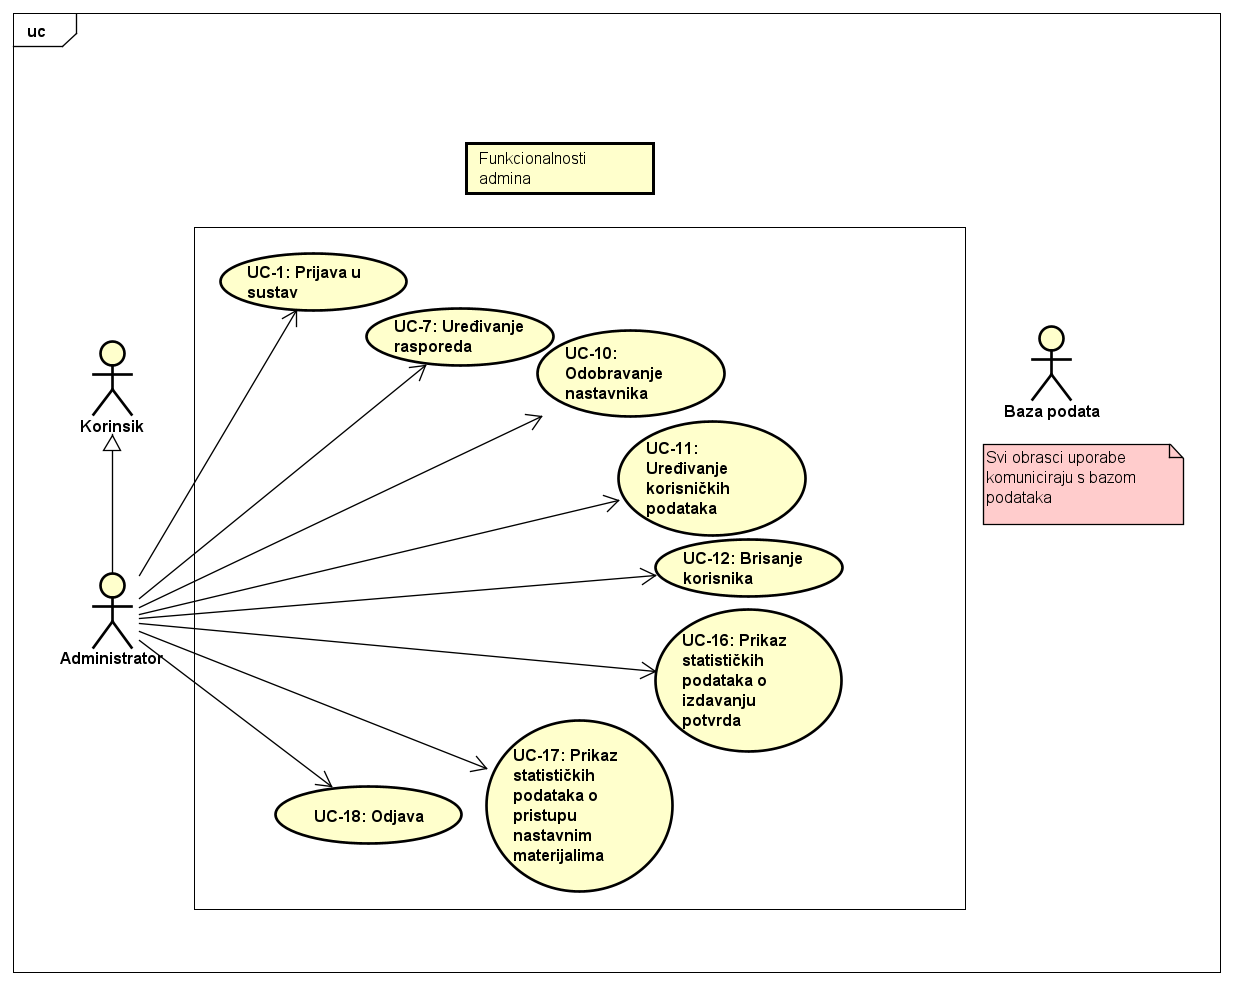 uc
Funkcionalnosti
admina
UC-1: Prijava u
sustav
UC-7: Uređivanje
rasporeda
UC-10:
Odobravanje
nastavnika
UC-11:
Uređivanje
korisničkih
podataka
UC-12: Brisanje
korisnika
UC-16: Prikaz
statističkih
podataka o
izdavanju
potvrda
UC-17: Prikaz
statističkih
podataka o
pristupu
nastavnim
materijalima
UC-18: Odjava
Korinsik
Administrator
Baza podata
Svi obrasci uporabe
komuniciraju s bazom
podataka